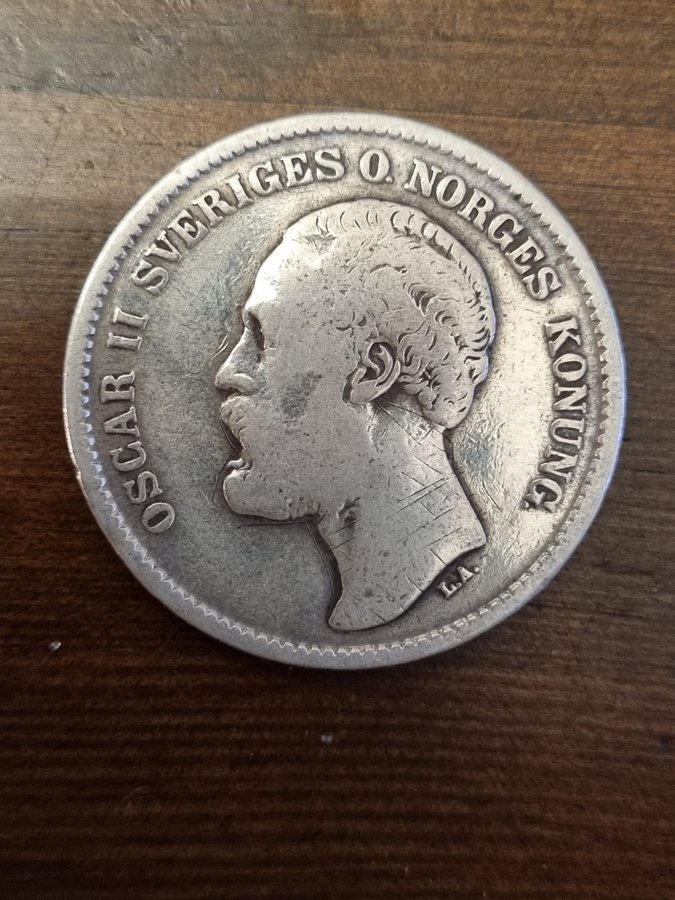 OSCAR II SVERIGES O. NORGES KONUNG.
L.A.